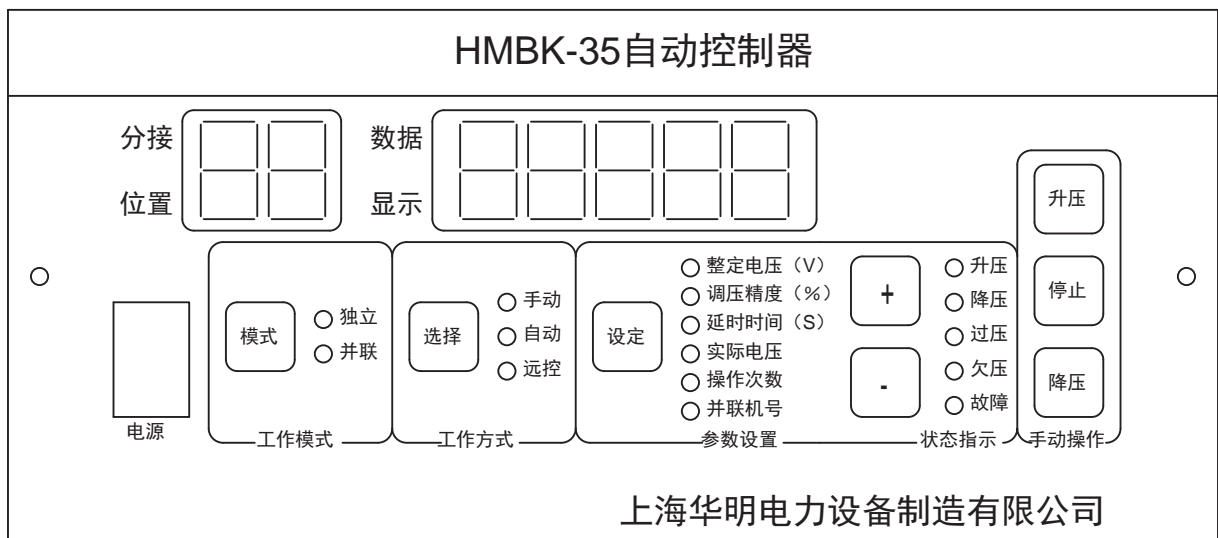 HMBK-35自动控制器
分接
位置
数据
显示
模式
独立
并联
工作模式
选择
手动
自动
远控
工作方式
设定
整定电压（V）
调压精度（%）
延时时间（S）
实际电压
操作次数
并联机号
参数设置
+
-
升压
降压
过压
欠压
故障
状态指示
升压
停止
降压
手动操作
电源
上海华明电力设备制造有限公司